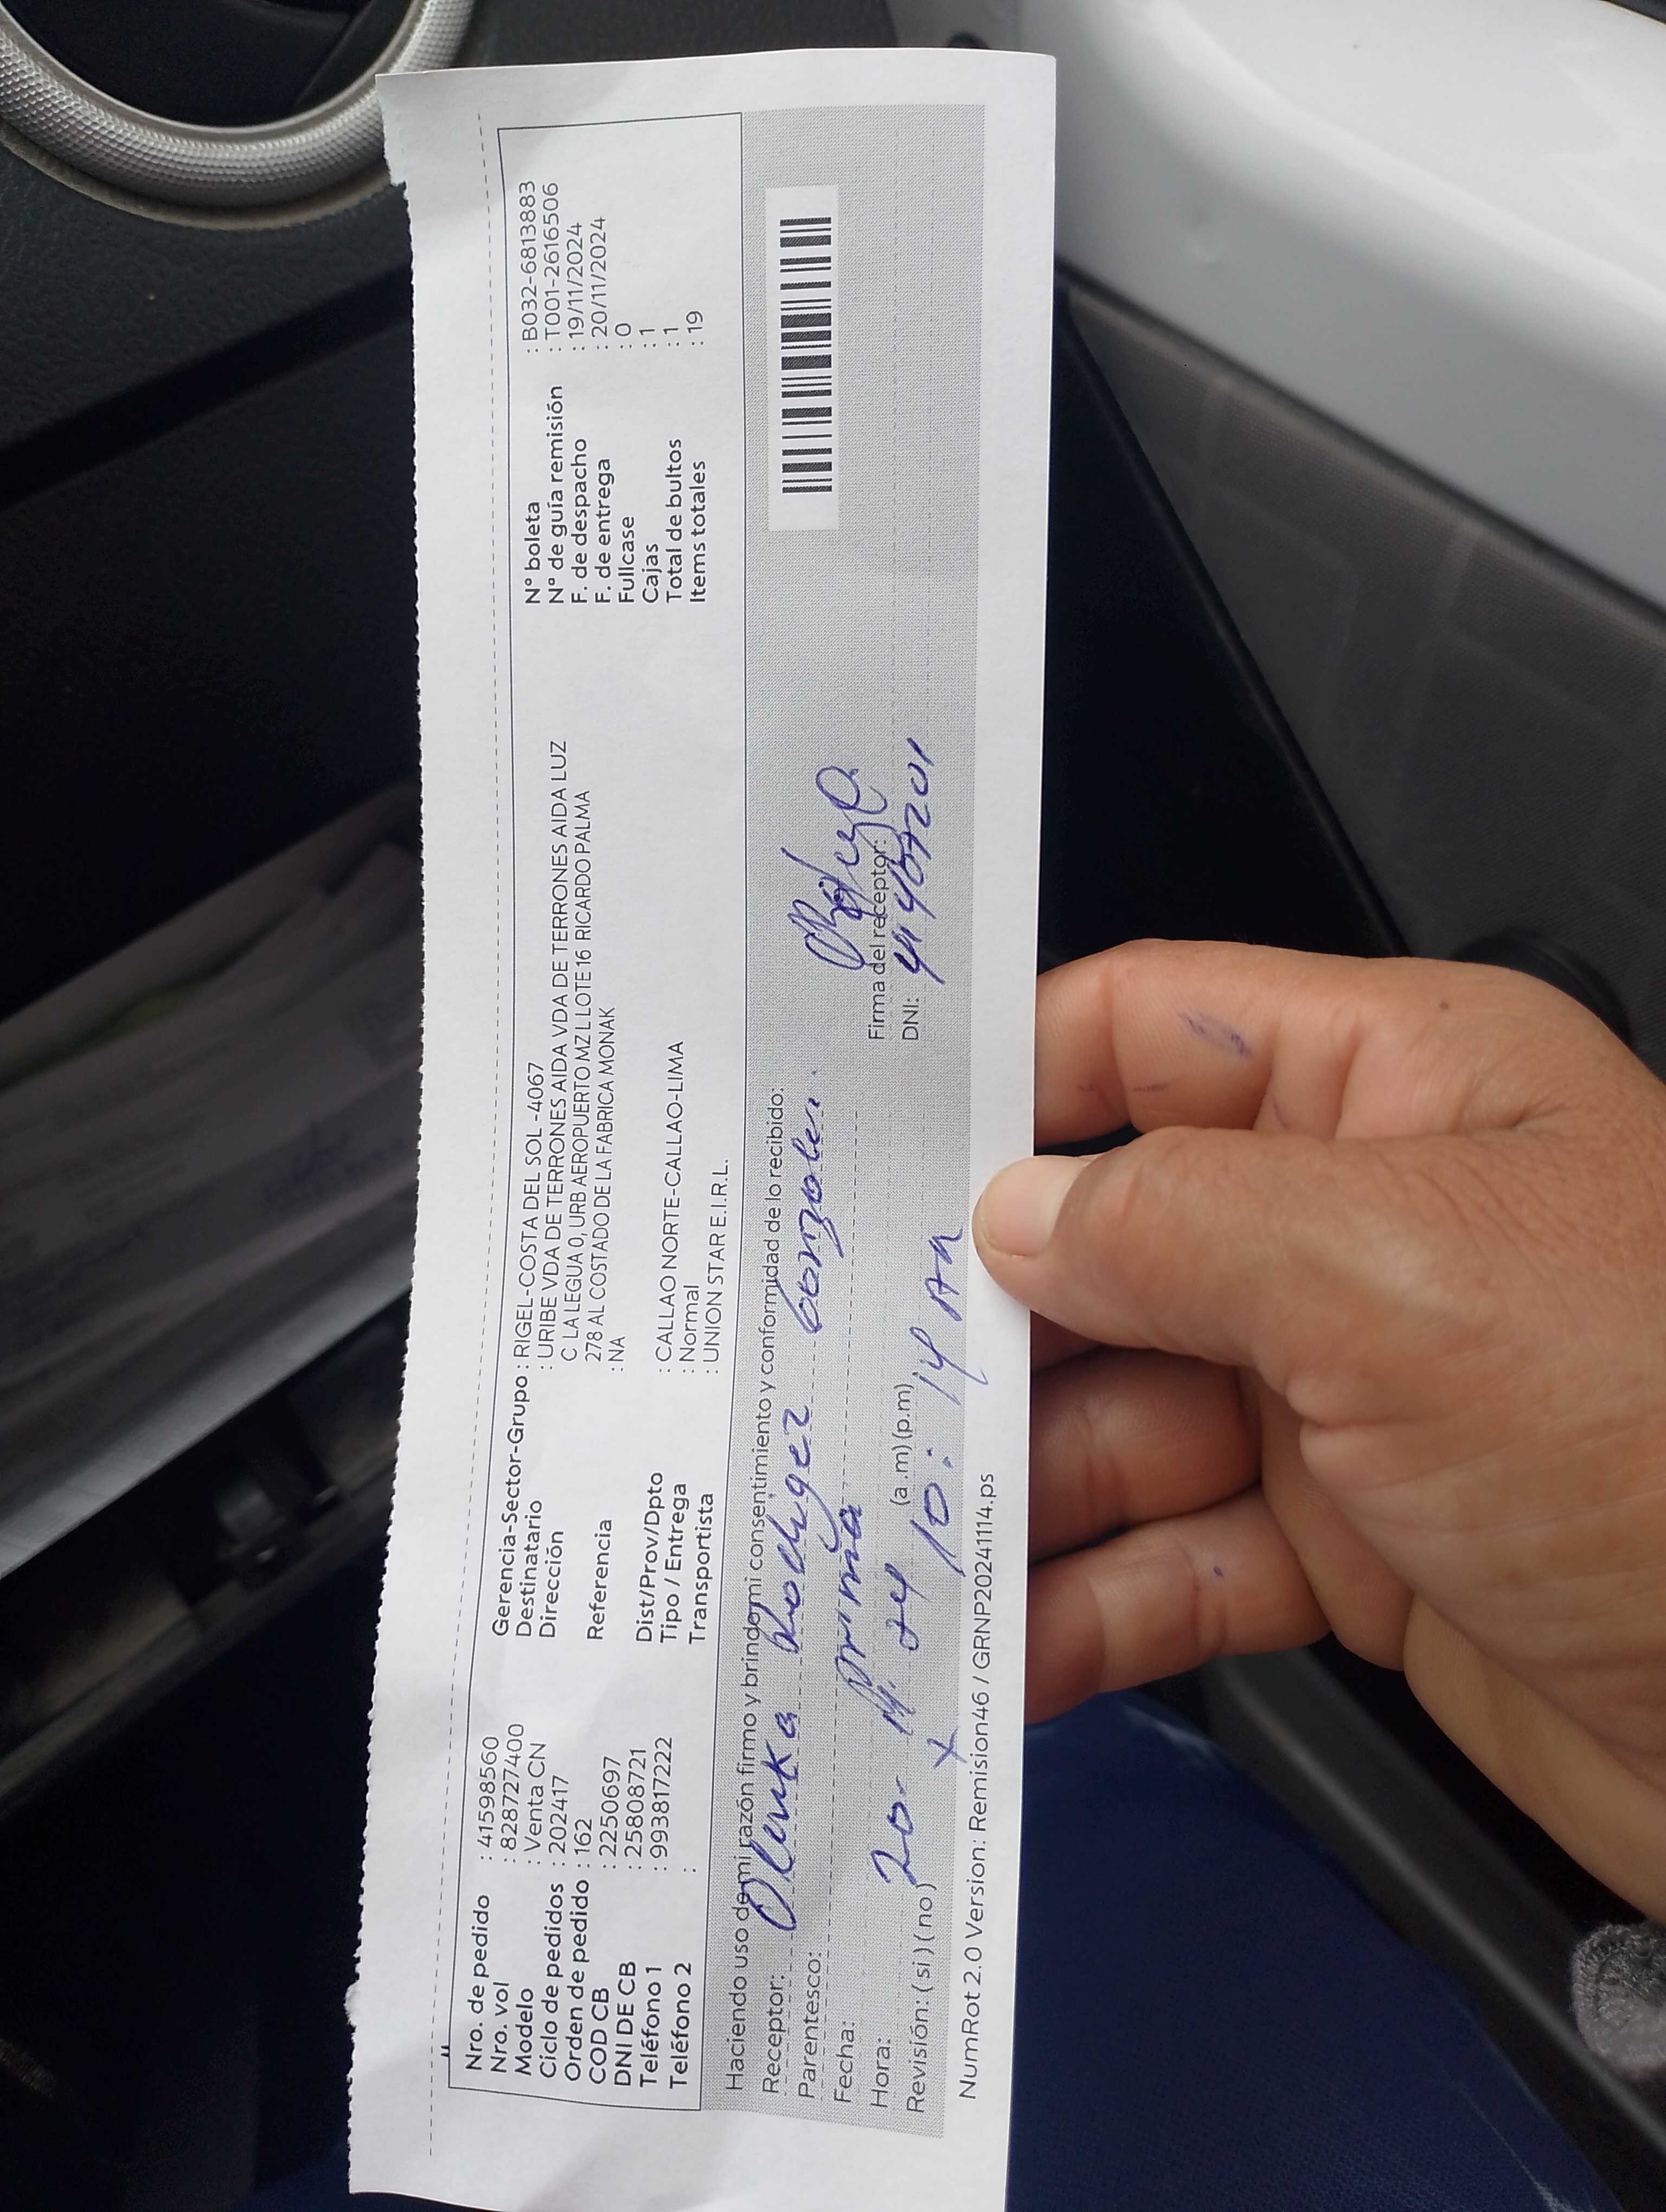 Nro. de pedido : 41598560
Nro. vol : 8287727400
Modelo : Venta CN
Ciclo de pedidos : 202417
Orden de pedido : 162
COD CB : 2250697
DNI DE CB : 25808721
Teléfono 1 : 993817222
Teléfono 2 :
Gerencia-Sector-Grupo : RIGEL-COSTA DEL SOL -4067
Destinatario : URIBE VDA DE TERRONES AIDA VDA DE TERRONES AIDA LUZ
Dirección C LA LEGUA 0, URB AEROPUERTO MZ L LOTE 16 RICARDO PALMA
278 AL COSTADO DE LA FABRICA MONAK
Referencia : NA
Dist/Prov/Dpto : CALLAO NORTE-CALLAO-LIMA
Tipo / Entrega : Normal
Transportista : UNION STAR E.I.R.L.
N° boleta : B032-6813883
N° de guía remisión : T001-2616506
F. de despacho : 19/11/2024
F. de entrega : 20/11/2024
Fullcase : 0
Cajas : 1
Total de bultos : 1
Items totales : 19
Haciendo uso de mi razón firmo y brindo mi consentimiento y conformidad de lo recibido:
Receptor: Olenka Rodriguez Gonzales
Parentesco: prima
Fecha: 20- 11. 24
Hora: (a.m) (p.m) 10:14 AM
Revisión: ( si ) ( no )
Firma del receptor:
DNI:
NumRot 2.0 Version: Remision46 / GRNP20241114.ps